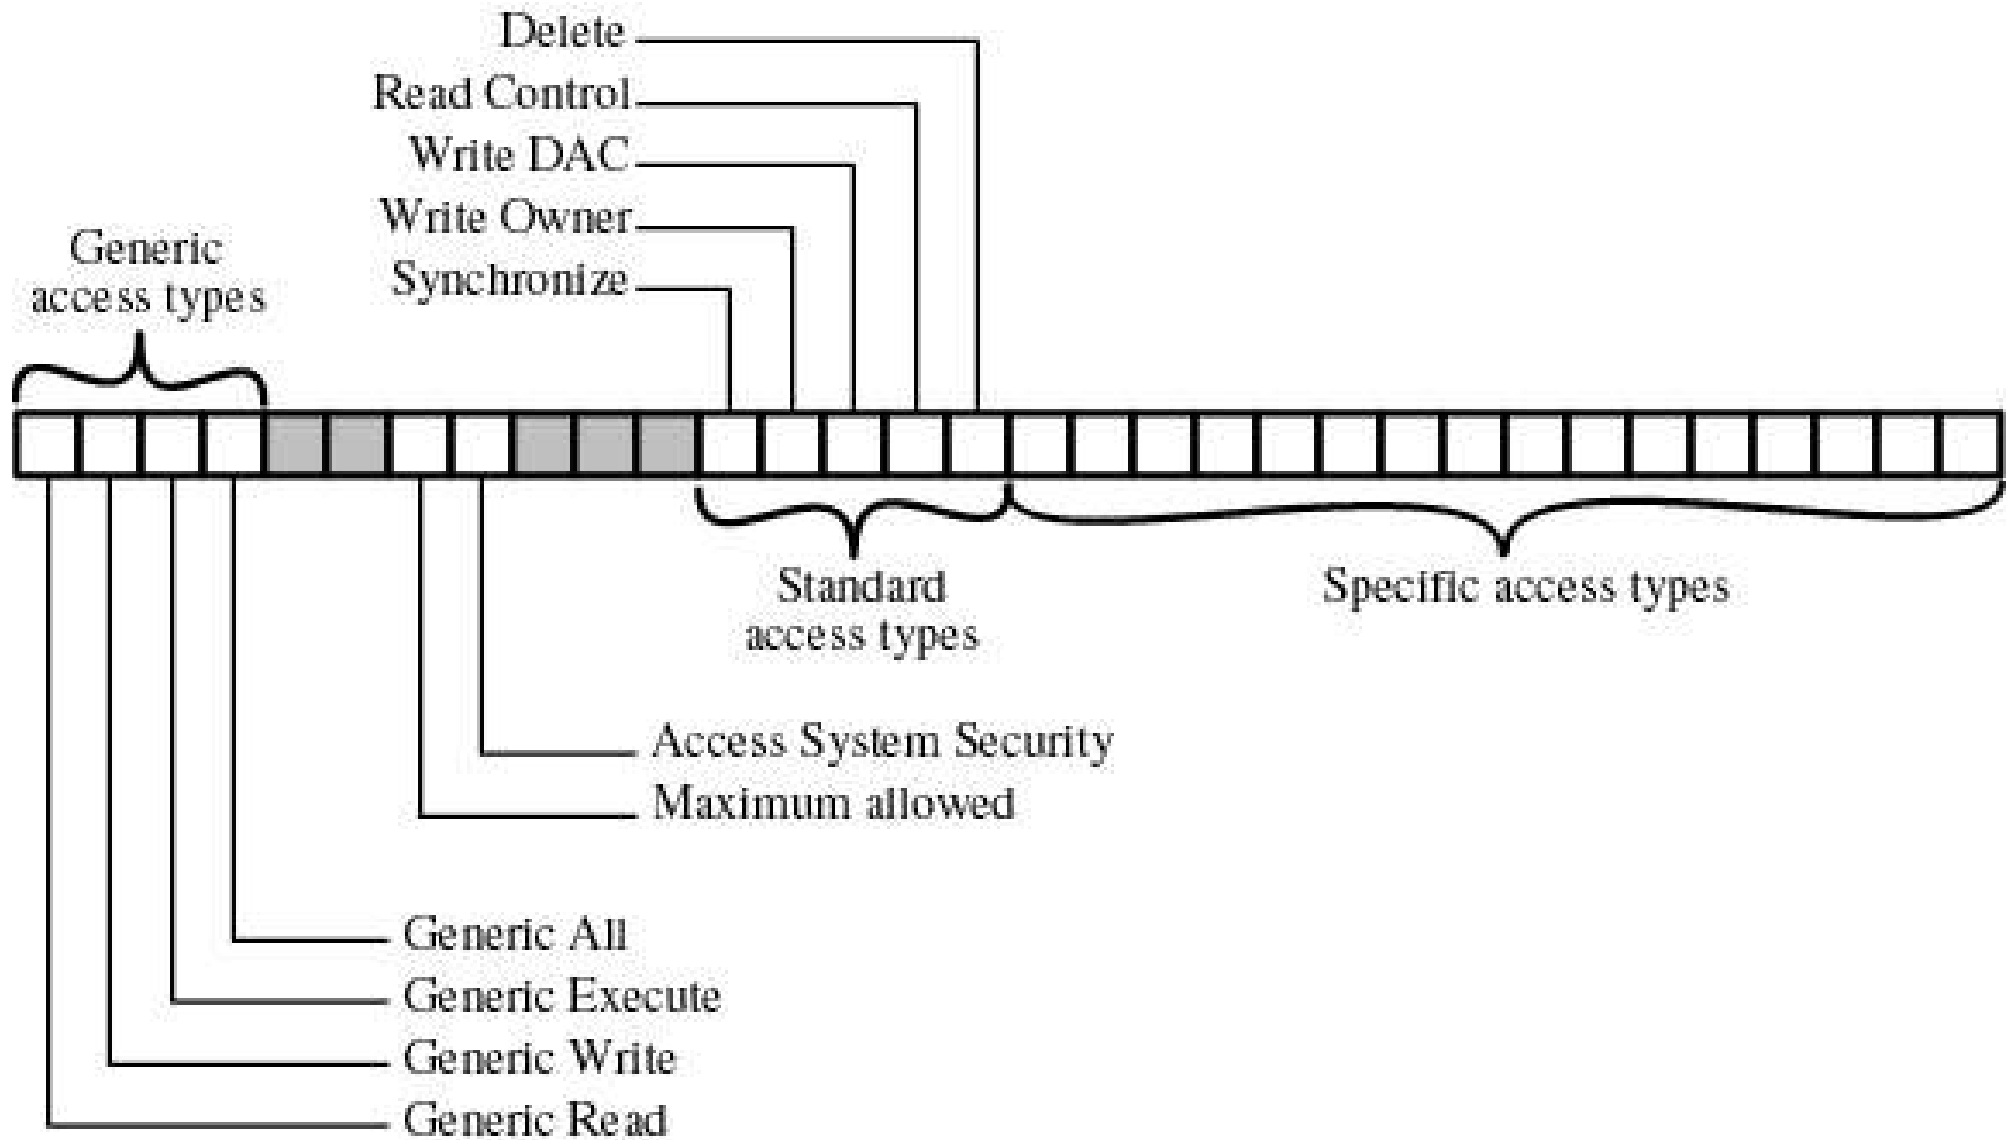 Delete
Read Control
Write DAC
Write Owner
Synchronize
Generic
access types
Standard
access types
Specific access types
Access System Security
Maximum allowed
Generic All
Generic Execute
Generic Write
Generic Read